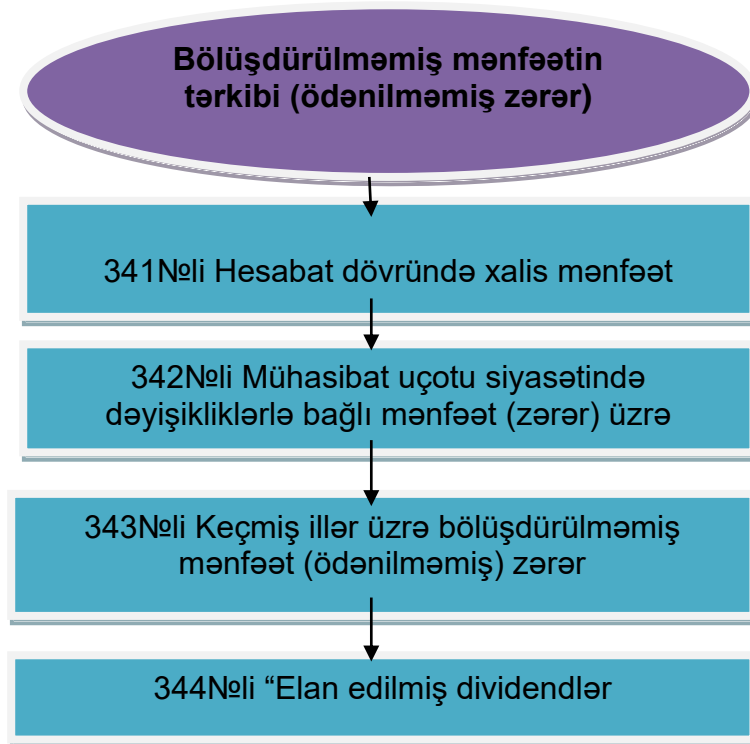 Bölüşdürülməmiş mənfəətin
tərkibi (ödənilməmiş zərər)
341№li Hesabat dövründə xalis mənfəət
342№li Mühasibat uçotu siyasətində
dəyişikliklərlə bağlı mənfəət (zərər) üzrə
343№li Keçmiş illər üzrə bölüşdürülməmiş
mənfəət (ödənilməmiş) zərər
344№li “Elan edilmiş dividendlər